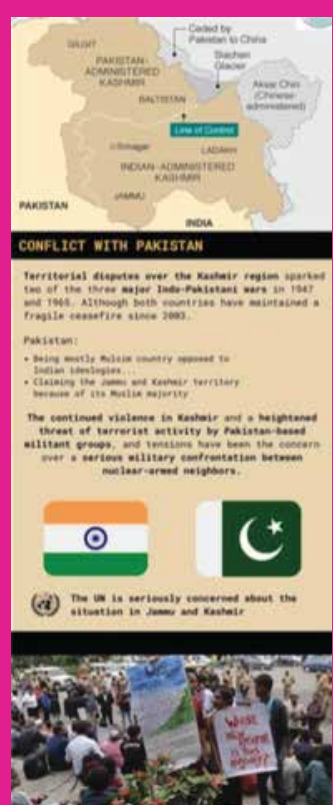 Ceded by
Pakistan to China
GILGIT
Siachen
Glacier
PAKISTAN-
ADMINISTERED
KASHMIR
Aksai Chin
(Chinese-
administered)
BALTISTAN
Line of Control
Srinagar
LADAKH
INDIAN-ADMINISTERED
KASHMIR
JAMMU
PAKISTAN
INDIA
CONFLICT WITH PAKISTAN
Territorial disputes over the Kashmir region sparked
two of the three major Indo-Pakistani wars in 1947
and 1965. Although both countries have maintained a
fragile ceasefire since 2003.
Pakistan:
• Being mostly Mulsim country opposed to
Indian ideologies...
• Claiming the Jammu and Kashmir territory
because of its Muslim majority
The continued violence in Kashmir and a heightened
threat of terrorist activity by Pakistan-based
militant groups, and tensions have been the concern
over a serious military confrontation between
nuclear-armed neighbors.
The UN is seriously concerned about the
situation in Jammu and Kashmir